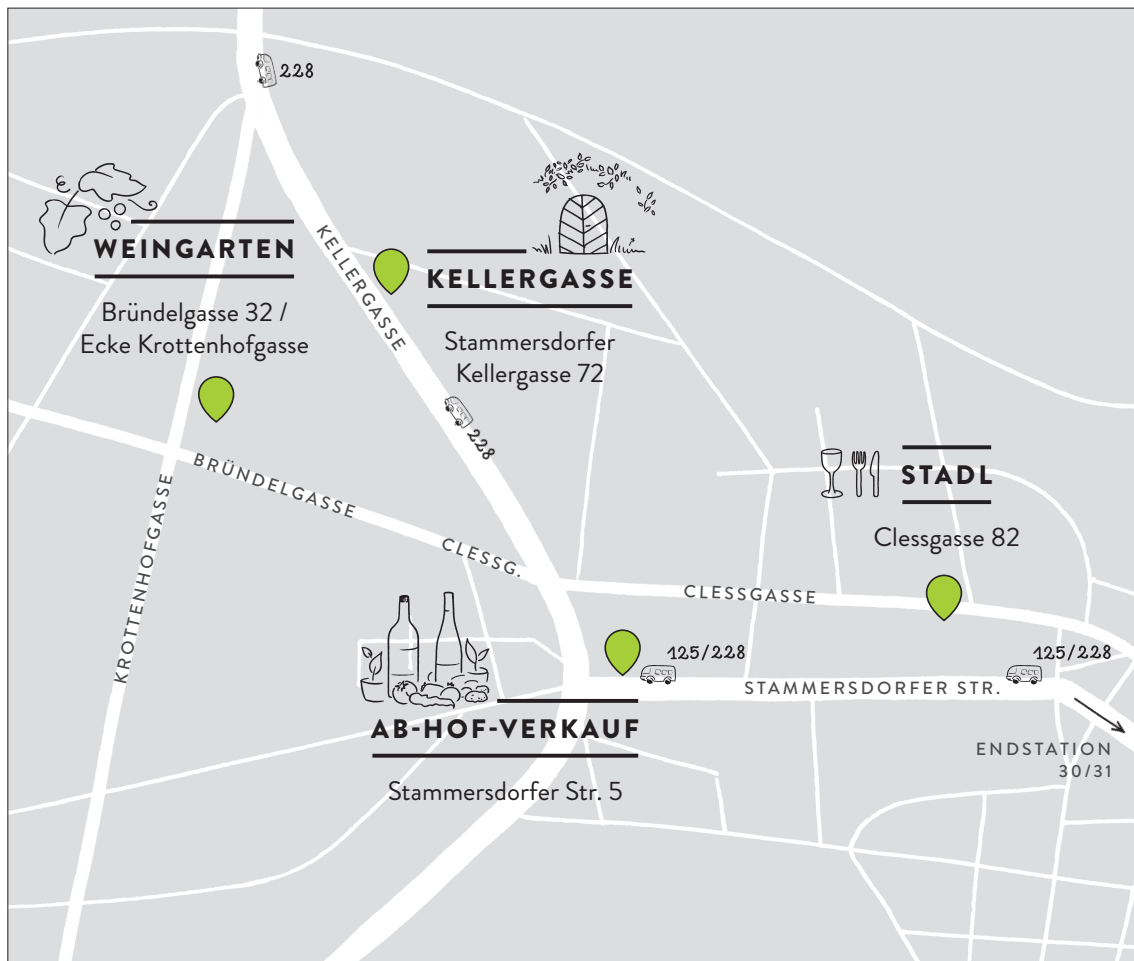 228
WEINGARTEN
Bründelgasse 32 /
Ecke Krottenhofgasse
KELLERGASSE
KELLERGASSE
Stammersdorfer
Kellergasse 72
228
BRÜNDELGASSE
KROTTENHOFGASSE
CLESSG.
STADL
Clessgasse 82
CLESSGASSE
125/228
125/228
STAMMERSDORFER STR.
AB-HOF-VERKAUF
Stammersdorfer Str. 5
ENDSTATION
30/31